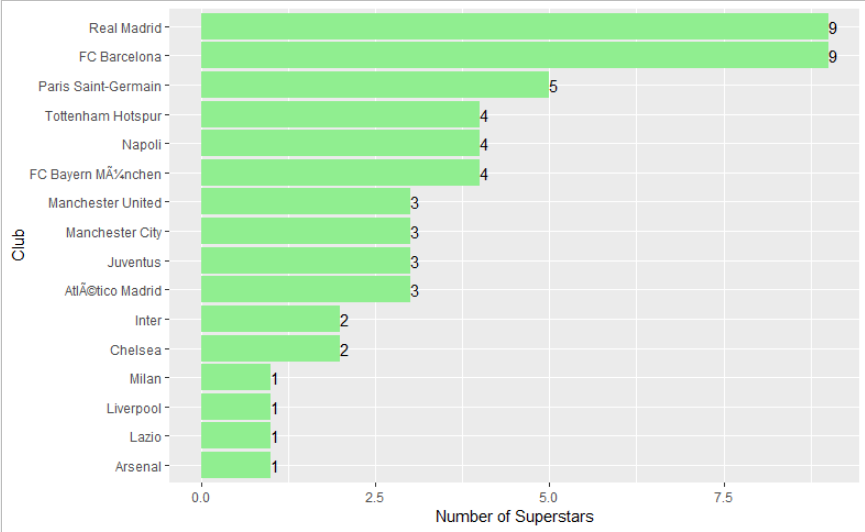 Real Madrid 9
FC Barcelona 9
Paris Saint-Germain 5
Tottenham Hotspur 4
Napoli 4
FC Bayern MÃ¼nchen 4
Manchester United 3
Manchester City 3
Juventus 3
AtlÃ©tico Madrid 3
Inter 2
Chelsea 2
Milan 1
Liverpool 1
Lazio 1
Arsenal 1
Club
0.0 2.5 5.0 7.5
Number of Superstars